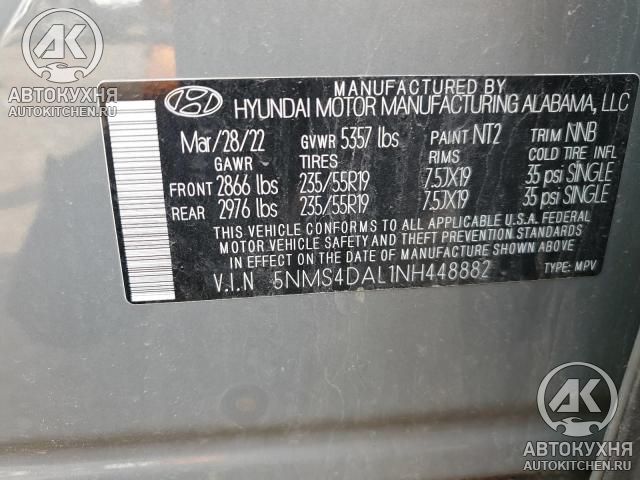 AK
АВТОКУХНЯ
AUTOKITCHEN.RU
MANUFACTURED BY
HYUNDAI MOTOR MANUFACTURING ALABAMA, LLC
Mar/28/22 GVWR 5357 lbs PAINT NT2 TRIM NNB
GAWR TIRES RIMS COLD TIRE INFL
FRONT 2866 lbs 235/55R19 7.5JX19 35 psi SINGLE
REAR 2976 lbs 235/55R19 7.5JX19 35 psi SINGLE
THIS VEHICLE CONFORMS TO ALL APPLICABLE U.S.A. FEDERAL
MOTOR VEHICLE SAFETY AND THEFT PREVENTION STANDARDS
IN EFFECT ON THE DATE OF MANUFACTURE SHOWN ABOVE.
V.I.N 5NMS4DAL1NH448882 TYPE: MPV
AK
АВТОКУХНЯ
AUTOKITCHEN.RU